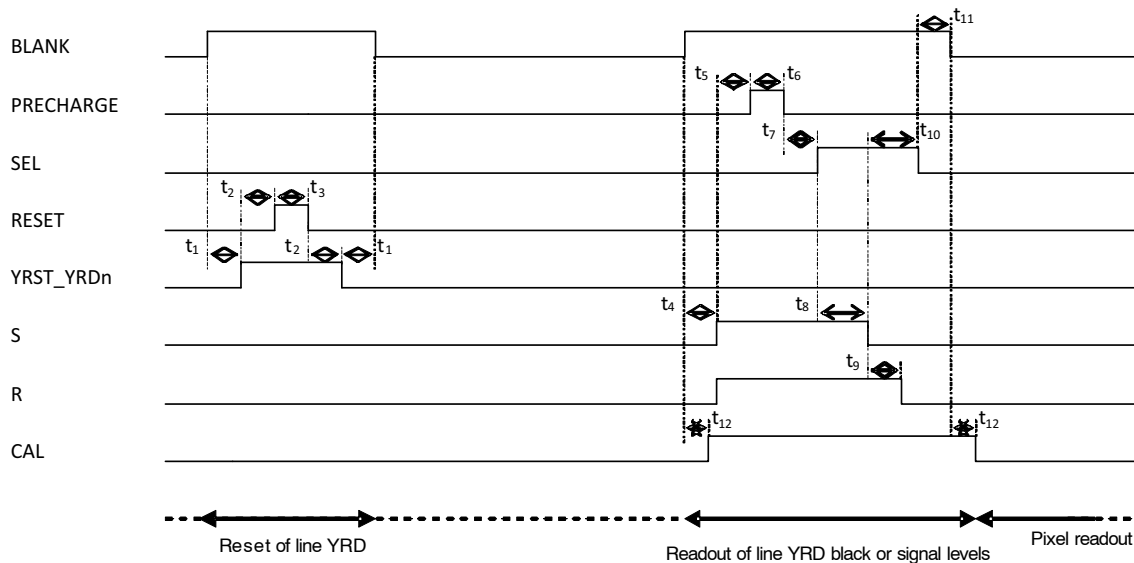 t11
BLANK
t5 t6
PRECHARGE
t7 t10
SEL
t2 t3
RESET
t1 t2 t1
YRST_YRDn
t4 t8
S
t9
R
t12 t12
CAL
Reset of line YRD
Readout of line YRD black or signal levels
Pixel readout